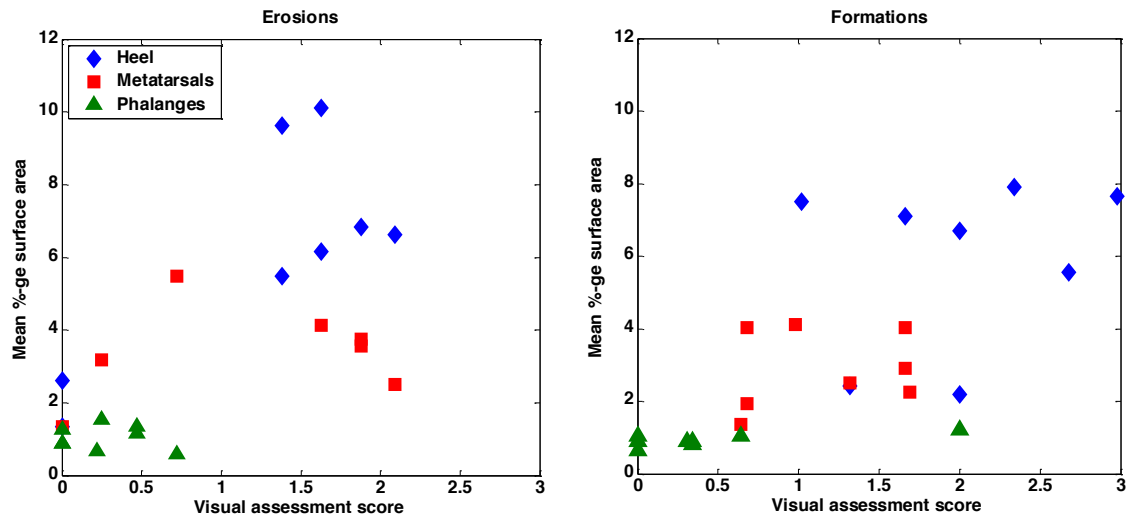 Erosions
12
10
8
6
4
2
0
Mean %-ge surface area
Heel
Metatarsals
Phalanges
0 0.5 1 1.5 2 2.5 3
Visual assessment score
Formations
12
10
8
6
4
2
0
Mean %-ge surface area
0 0.5 1 1.5 2 2.5 3
Visual assessment score